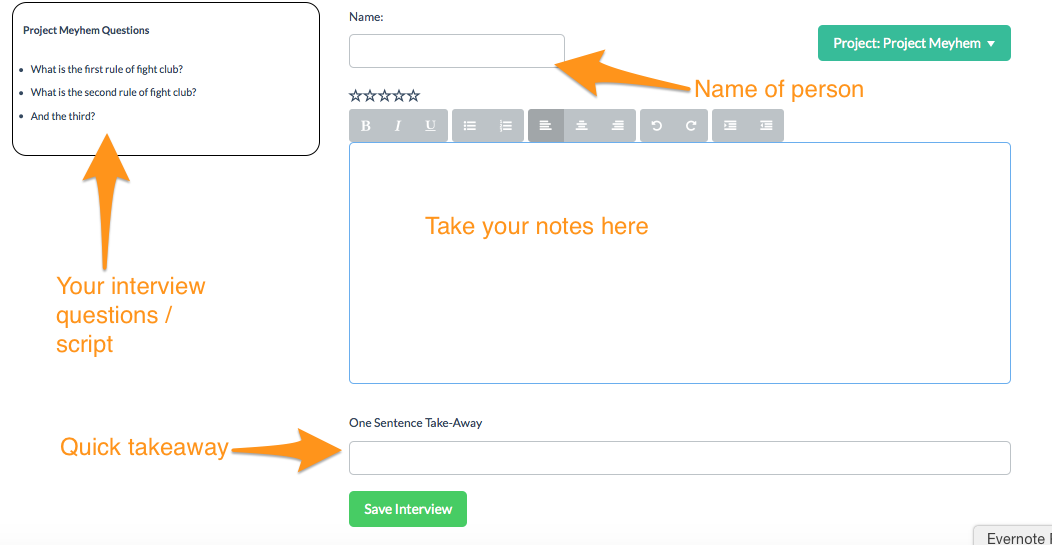 Project Meyhem Questions
What is the first rule of fight club?
What is the second rule of fight club?
And the third?
Your interview
questions /
script
Name:
Project: Project Meyhem
Name of person
B I U
Take your notes here
One Sentence Take-Away
Quick takeaway
Save Interview
Evernote